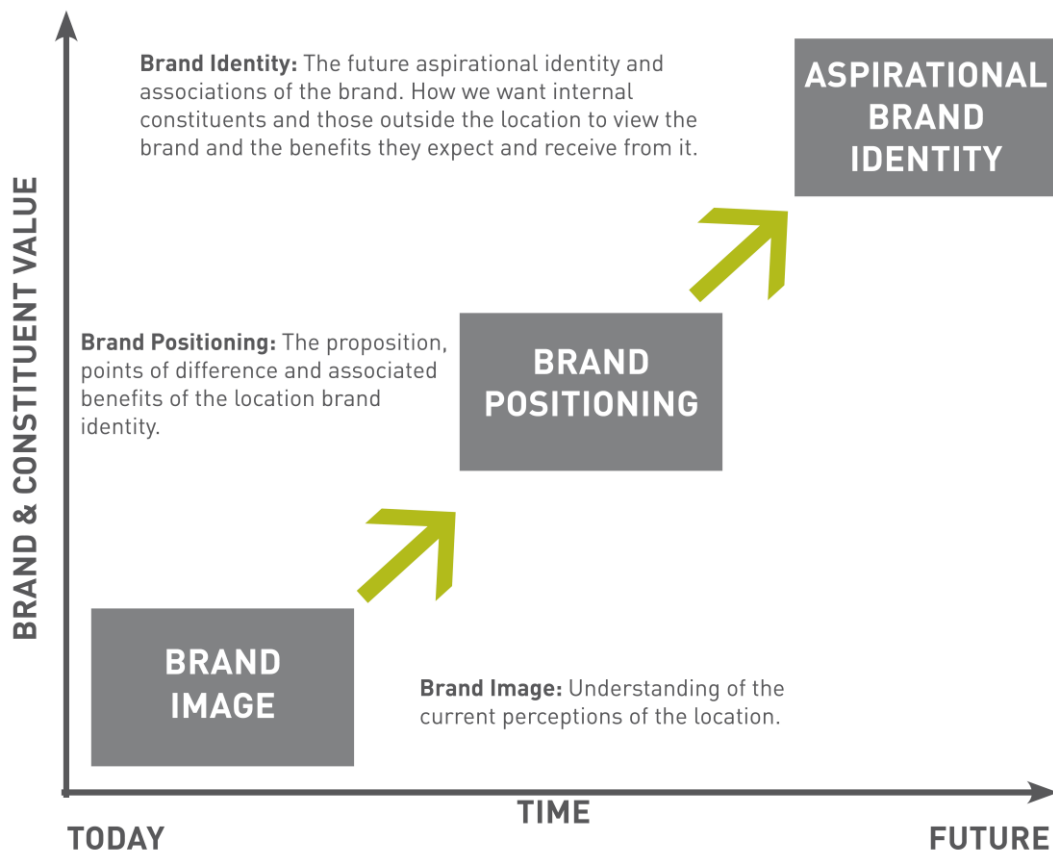 Brand Identity: The future aspirational identity and
associations of the brand. How we want internal
constituents and those outside the location to view the
brand and the benefits they expect and receive from it.
ASPIRATIONAL
BRAND
IDENTITY
BRAND & CONSTITUENT VALUE
Brand Positioning: The proposition,
points of difference and associated
benefits of the location brand
identity.
BRAND
POSITIONING
BRAND
IMAGE
Brand Image: Understanding of the
current perceptions of the location.
TIME
TODAY
FUTURE